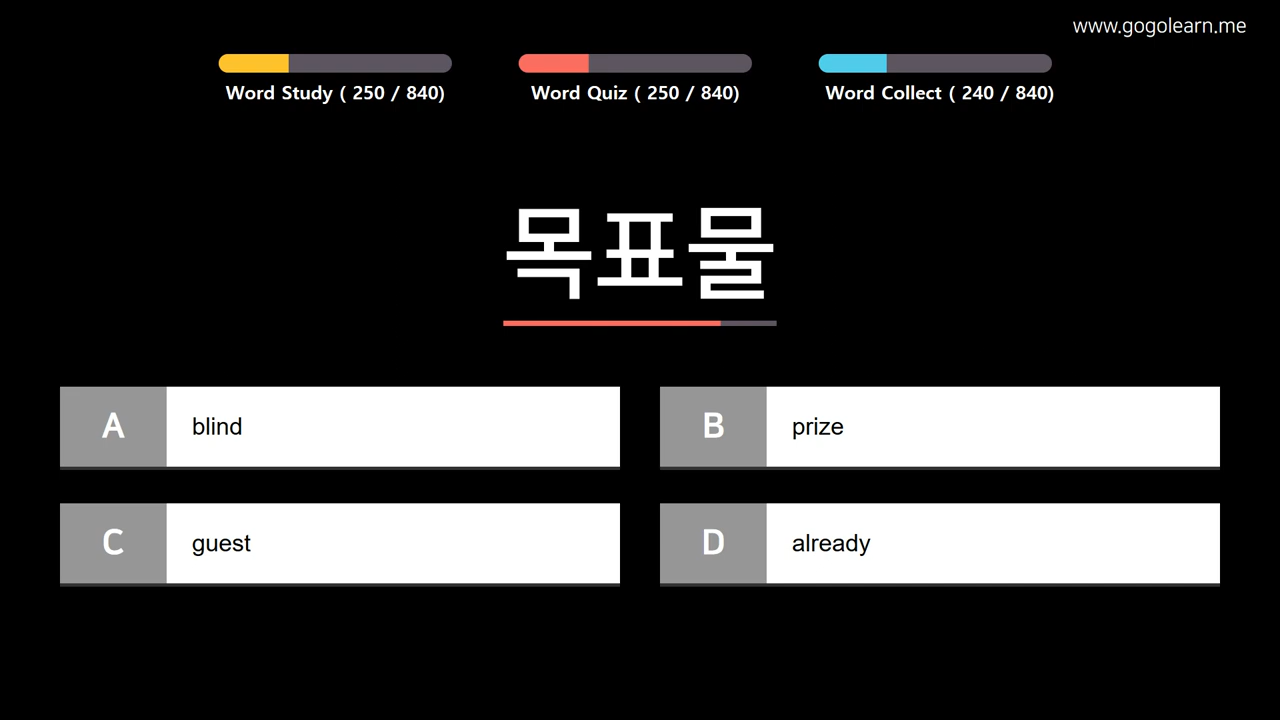 www.gogolearn.me
Word Study ( 250 / 840)
Word Quiz ( 250 / 840)
Word Collect ( 240 / 840)
목표물
A blind
B prize
C guest
D already